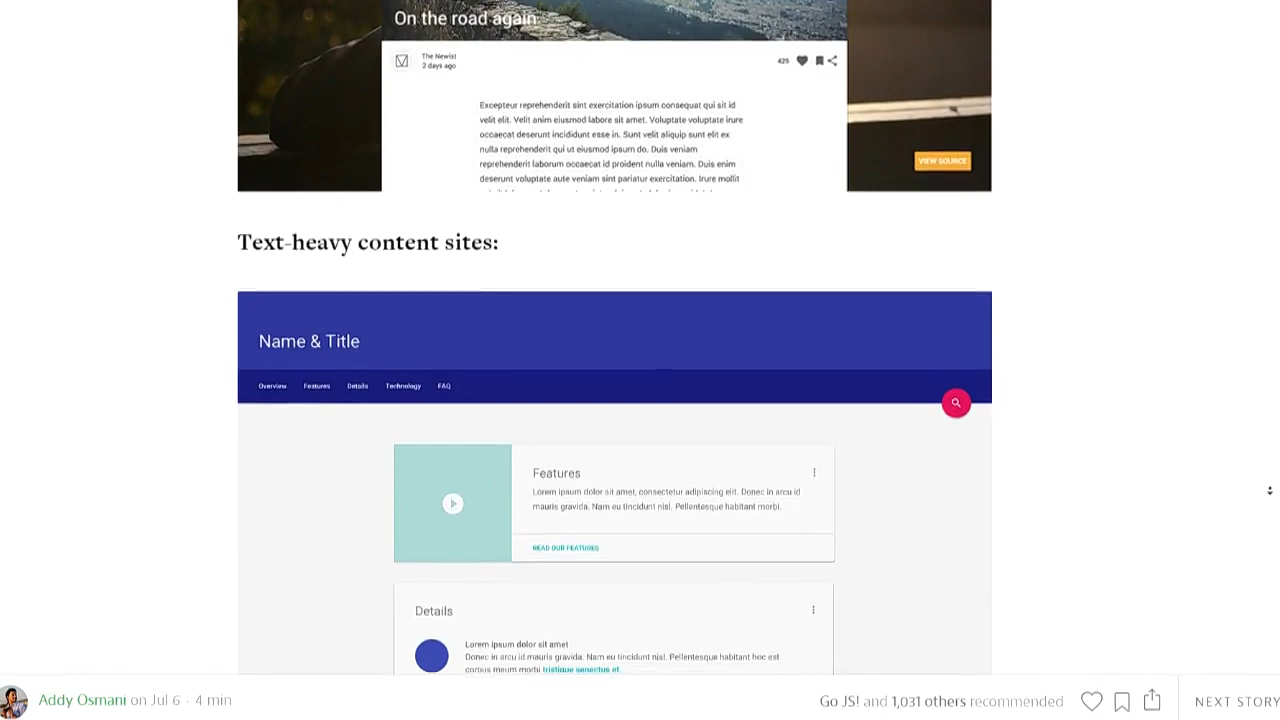 On the road again
The Newist
2 days ago
425
Excepteur reprehenderit sint exercitation ipsum consequat qui sit id
velit elit. Velit anim eiusmod labore sit amet. Voluptate voluptate irure
occaecat deserunt incididunt esse in. Sunt velit aliquip sunt elit ex
nulla reprehenderit qui ut eiusmod ipsum do. Duis veniam
reprehenderit laborum occaecat id proident nulla veniam. Duis enim
deserunt voluptate aute veniam sint pariatur exercitation. Irure mollit
VIEW SOURCE
Text-heavy content sites:
Name & Title
Overview Features Details Technology FAQ
Features
Lorem ipsum dolor sit amet, consectetur adipiscing elit. Donec in arcu id
mauris gravida. Nam eu tincidunt nisl. Pellentesque habitant morbi.
READ OUR FEATURES
Details
Lorem ipsum dolor sit amet
Donec in arcu id mauris gravida. Nam eu tincidunt nisl. Pellentesque habitant hoc est
corpus meum morbi tristique senectus et.
Addy Osmani on Jul 6 · 4 min
Go JS! and 1,031 others recommended
NEXT STORY